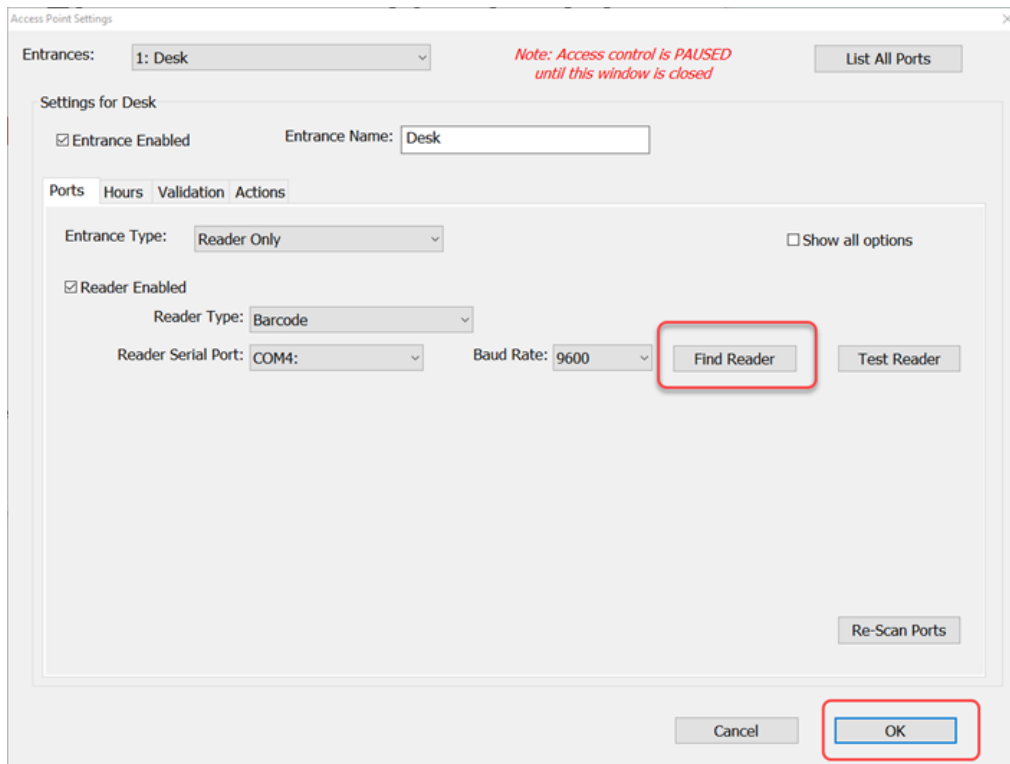 Access Point Settings
Entrances: 1: Desk
Note: Access control is PAUSED
until this window is closed
List All Ports
Settings for Desk
Entrance Enabled
Entrance Name: Desk
Ports Hours Validation Actions
Entrance Type: Reader Only
Show all options
Reader Enabled
Reader Type: Barcode
Reader Serial Port: COM4:
Baud Rate: 9600
Find Reader
Test Reader
Re-Scan Ports
Cancel
OK